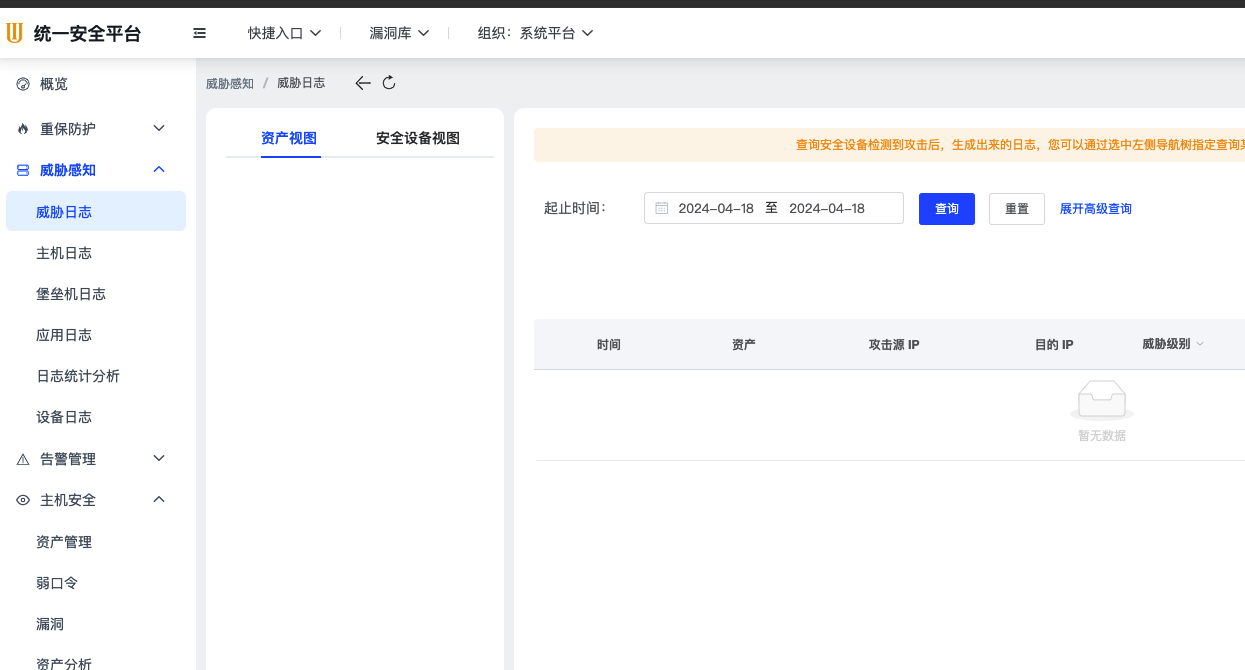 统一安全平台
快捷入口
漏洞库
组织：系统平台
概览
重保防护
威胁感知
威胁日志
主机日志
堡垒机日志
应用日志
日志统计分析
设备日志
告警管理
主机安全
资产管理
弱口令
漏洞
资产分析
威胁感知 / 威胁日志
资产视图
安全设备视图
查询安全设备检测到攻击后，生成出来的日志，您可以通过选中左侧导航树指定查询
起止时间：
2024-04-18 至 2024-04-18
查询
重置
展开高级查询
时间
资产
攻击源 IP
目的 IP
威胁级别
暂无数据